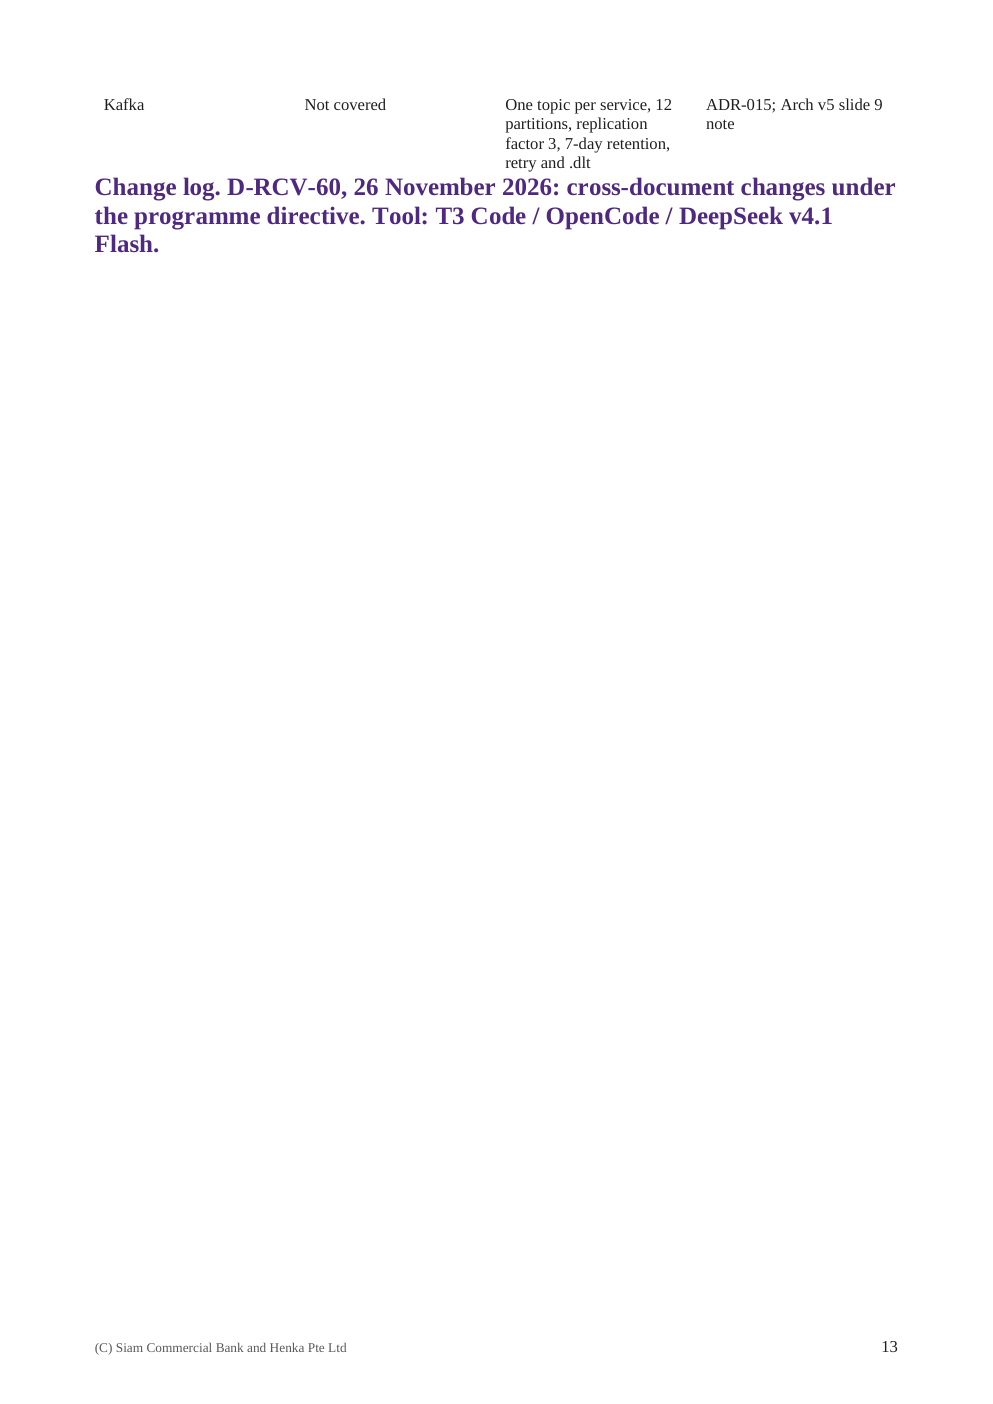 Kafka
Not covered
One topic per service, 12
partitions, replication
factor 3, 7-day retention,
retry and .dlt
ADR-015; Arch v5 slide 9
note
Change log. D-RCV-60, 26 November 2026: cross-document changes under
the programme directive. Tool: T3 Code / OpenCode / DeepSeek v4.1
Flash.
(C) Siam Commercial Bank and Henka Pte Ltd
13